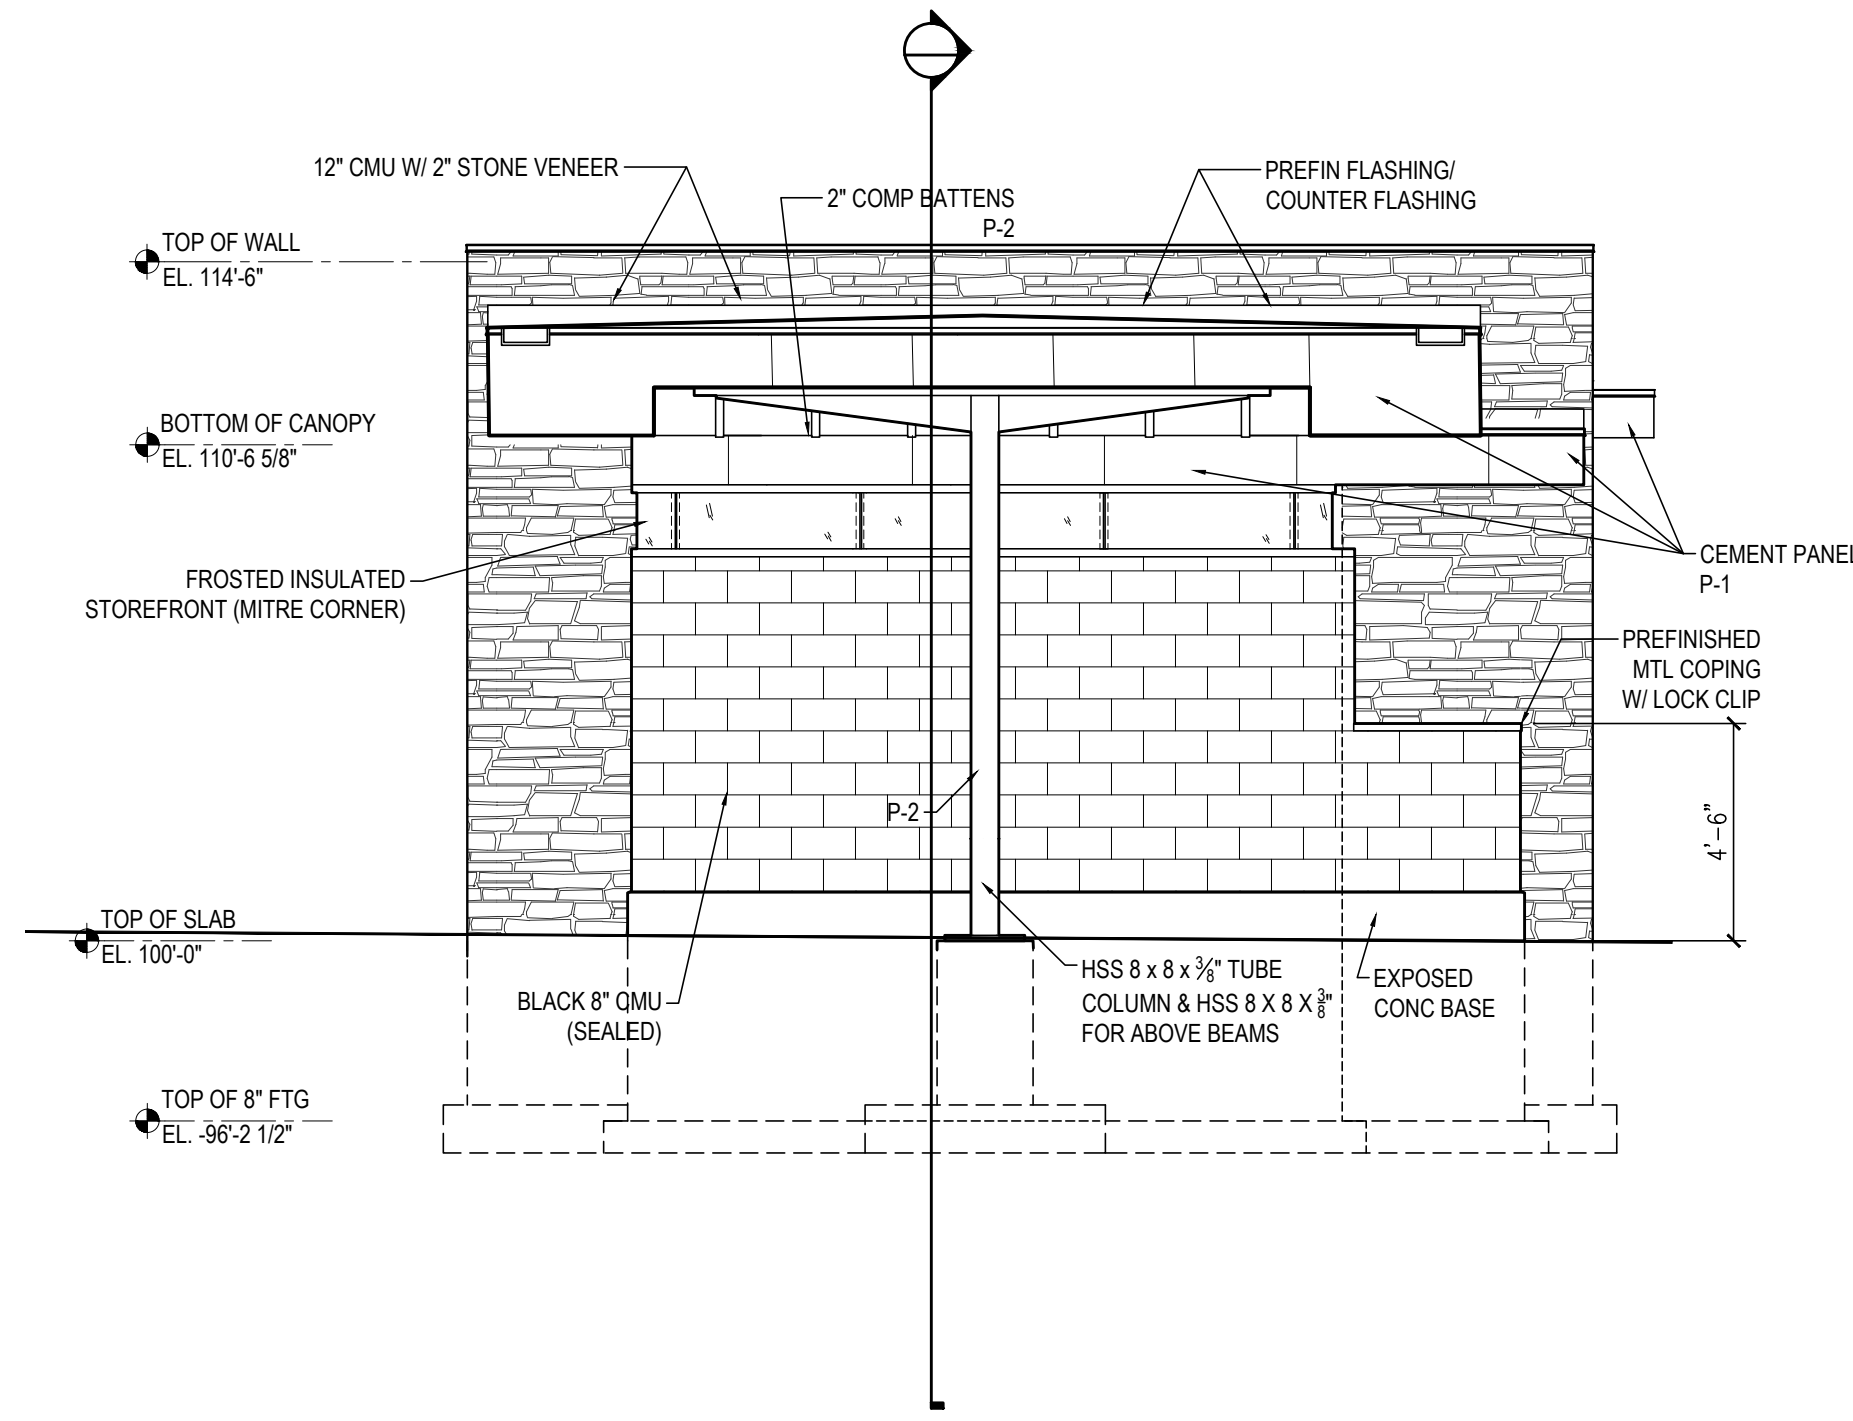 12" CMU W/ 2" STONE VENEER
2" COMP BATTENS
P-2
PREFIN FLASHING/
COUNTER FLASHING
TOP OF WALL
EL. 114'-6"
BOTTOM OF CANOPY
EL. 110'-6 5/8"
FROSTED INSULATED
STOREFRONT (MITRE CORNER)
CEMENT PANEL
P-1
PREFINISHED
MTL COPING
W/ LOCK CLIP
P-2
4'-6"
TOP OF SLAB
EL. 100'-0"
BLACK 8" CMU
(SEALED)
HSS 8 x 8 x 3/8" TUBE
COLUMN & HSS 8 X 8 X 3/8"
FOR ABOVE BEAMS
EXPOSED
CONC BASE
TOP OF 8" FTG
EL. -96'-2 1/2"